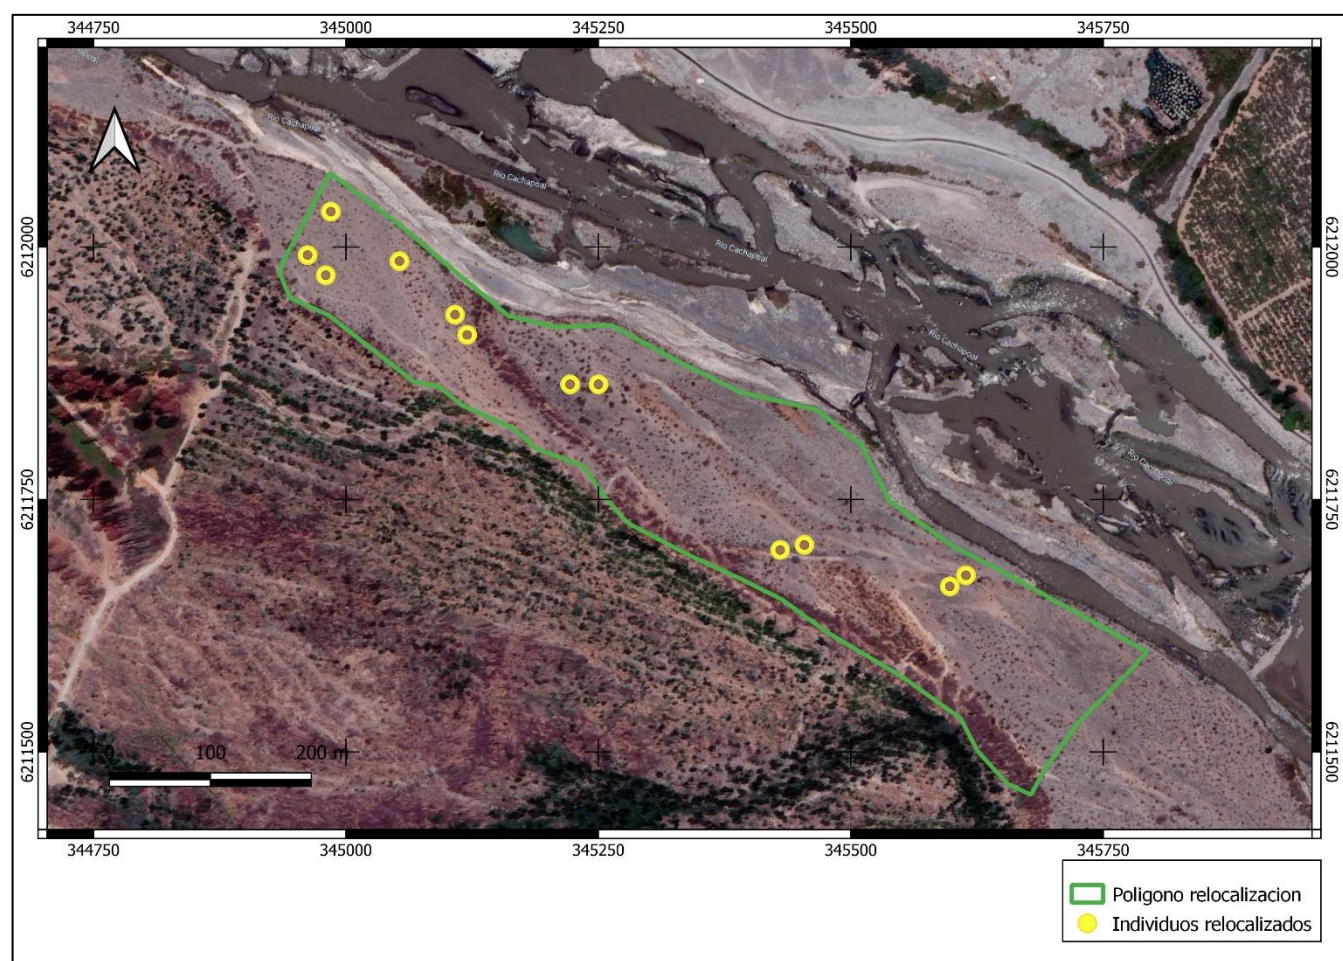 344750 345000 345250 345500 345750
Rio Cachapoal
Rio Cachapoal
Rio Cachapoal
Rio Cachapoal
Rio Cachapoal
6212000 6212000
6211750 6211750
6211500 6211500
0 100 200 m
344750 345000 345250 345500 345750
Poligono relocalizacion
Individuos relocalizados